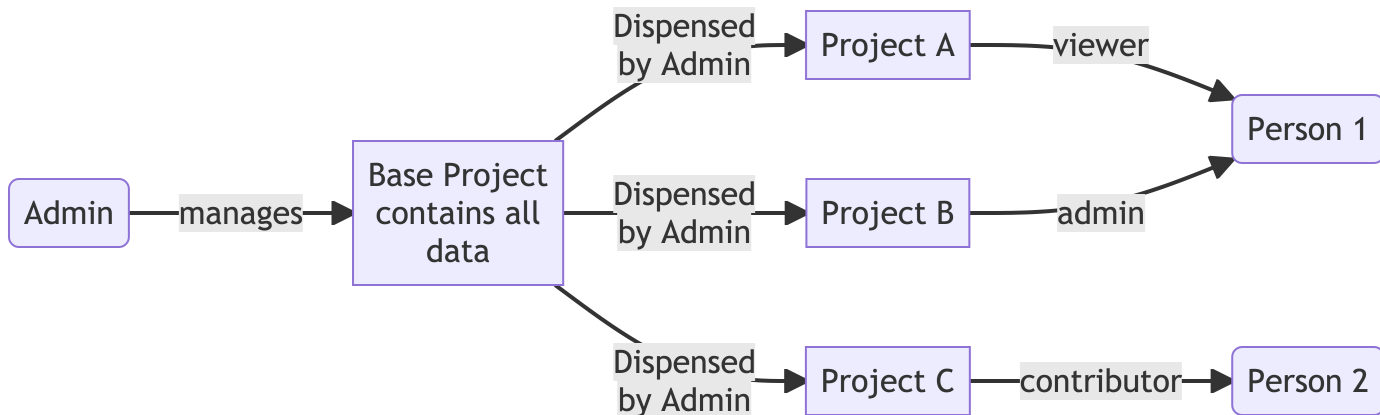 Admin
manages
Base Project
contains all
data
Dispensed
by Admin
Project A
viewer
Person 1
Dispensed
by Admin
Project B
admin
Dispensed
by Admin
Project C
contributor
Person 2